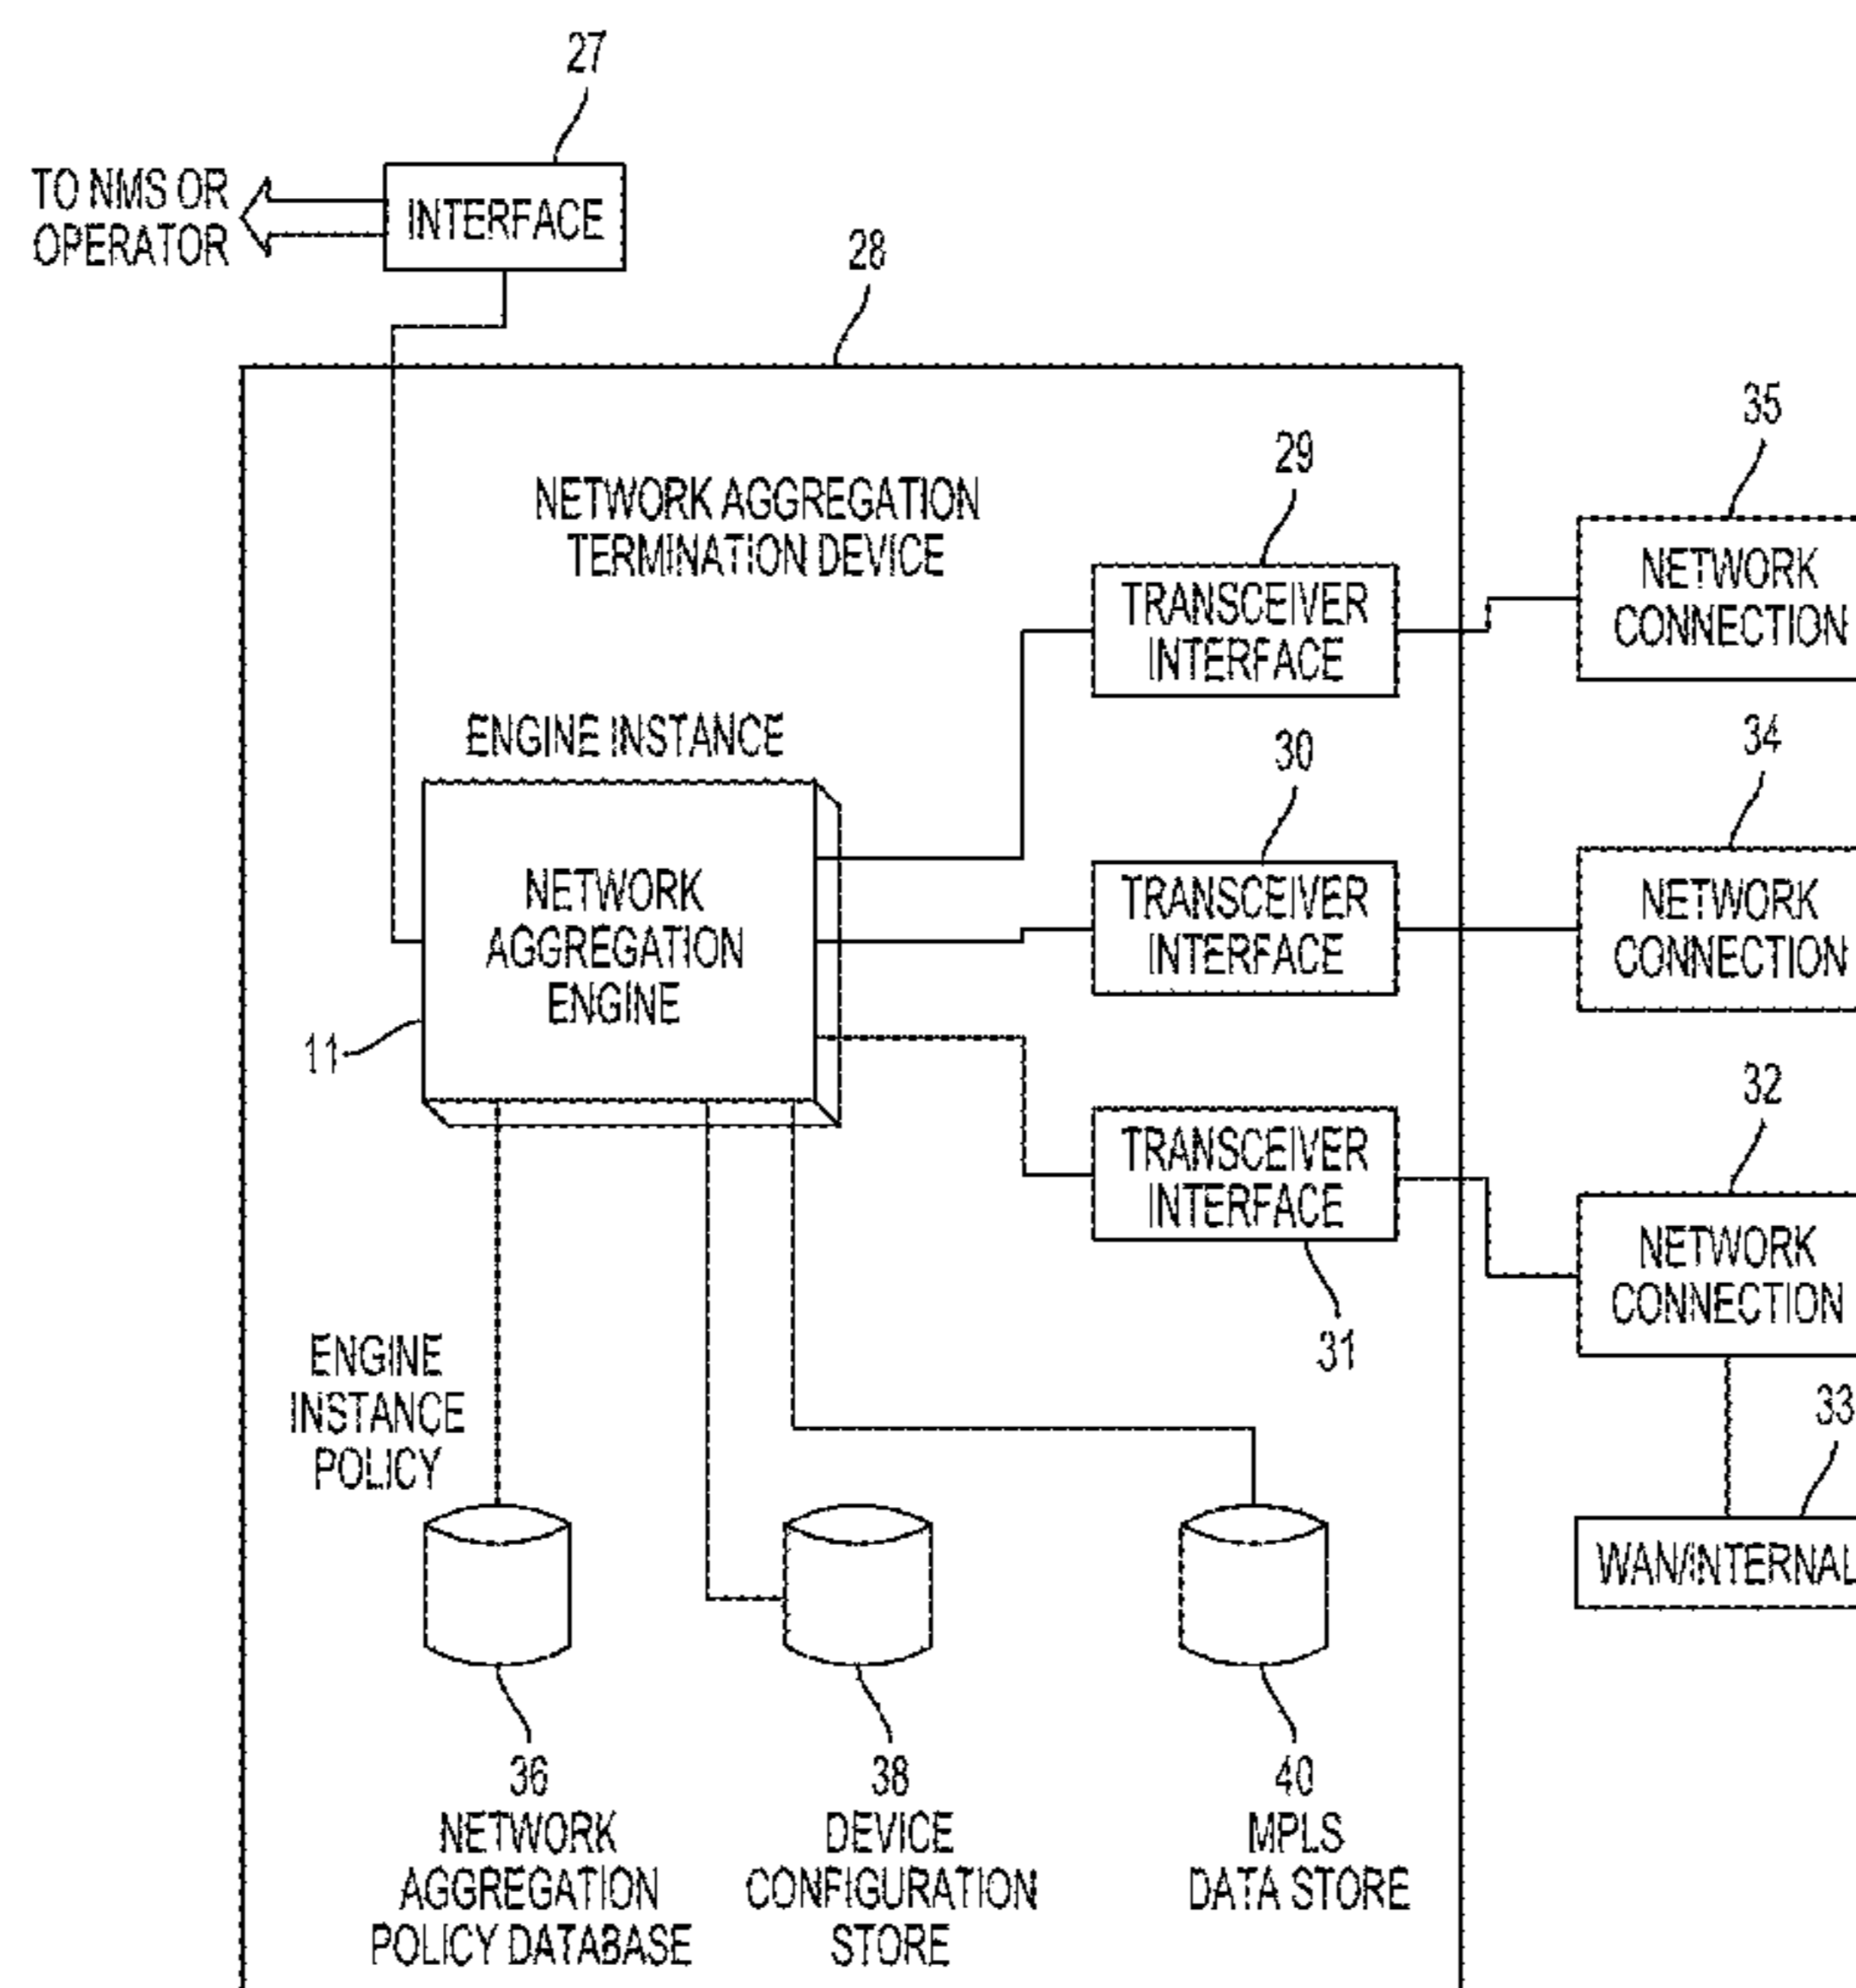 27
TO NMS OR
OPERATOR
INTERFACE
28
35
29
NETWORK AGGREGATION
TERMINATION DEVICE
NETWORK
CONNECTION
TRANSCEIVER
INTERFACE
34
ENGINE INSTANCE
30
NETWORK
AGGREGATION
ENGINE
TRANSCEIVER
INTERFACE
NETWORK
CONNECTION
11
32
TRANSCEIVER
INTERFACE
NETWORK
CONNECTION
31
ENGINE
INSTANCE
POLICY
33
WAN/INTERNAL
36
NETWORK
AGGREGATION
POLICY DATABASE
38
DEVICE
CONFIGURATION
STORE
40
MPLS
DATA STORE